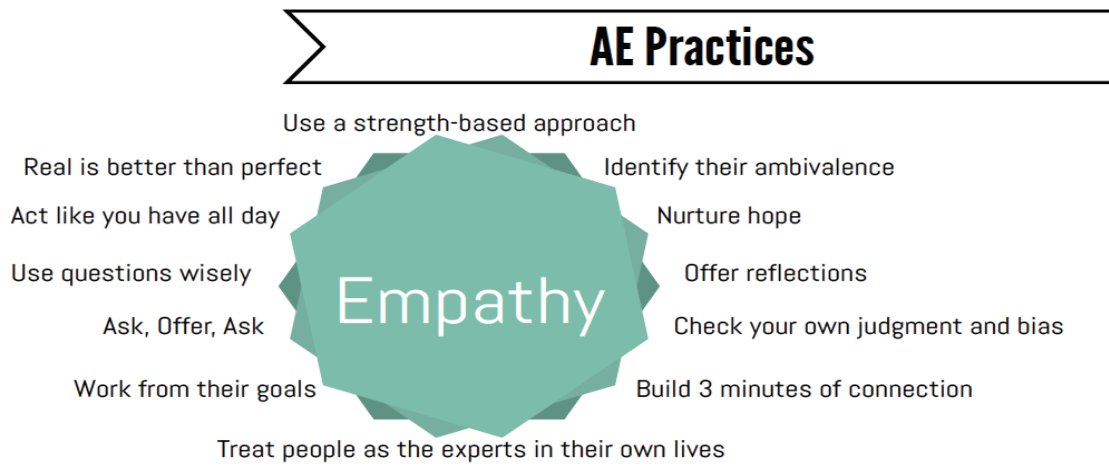 AE Practices
Use a strength-based approach
Real is better than perfect
Identify their ambivalence
Act like you have all day
Nurture hope
Use questions wisely
Offer reflections
Empathy
Ask, Offer, Ask
Check your own judgment and bias
Work from their goals
Build 3 minutes of connection
Treat people as the experts in their own lives